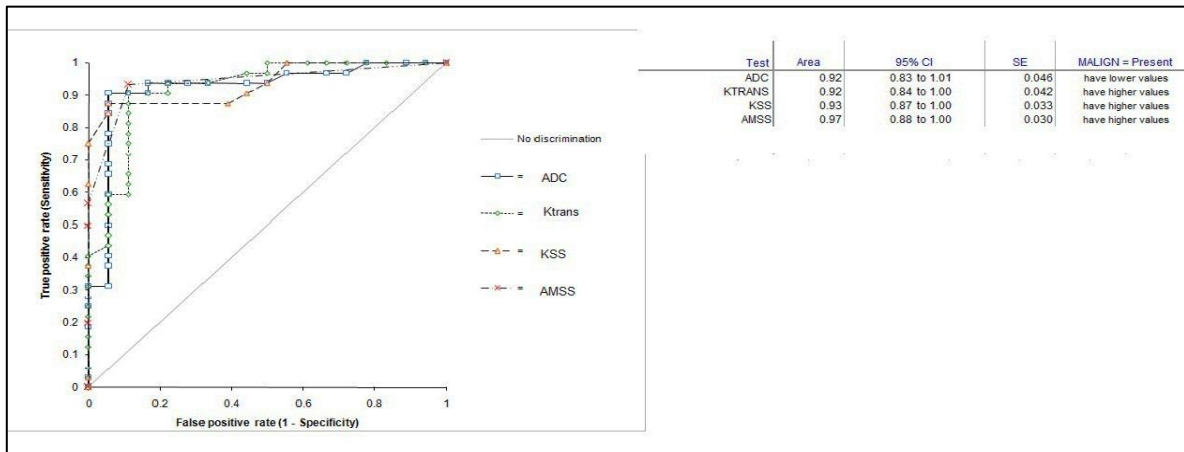 1
0.9
0.8
0.7
0.6
0.5
0.4
0.3
0.2
0.1
0
True positive rate (Sensitivity)
0 0.2 0.4 0.6 0.8 1
False positive rate (1 - Specificity)
No discrimination
= ADC
= Ktrans
= KSS
= AMSS
Test Area 95% CI SE MALIGN = Present
ADC 0.92 0.83 to 1.01 0.046 have lower values
KTRANS 0.92 0.84 to 1.00 0.042 have higher values
KSS 0.93 0.87 to 1.00 0.033 have higher values
AMSS 0.97 0.88 to 1.00 0.030 have higher values